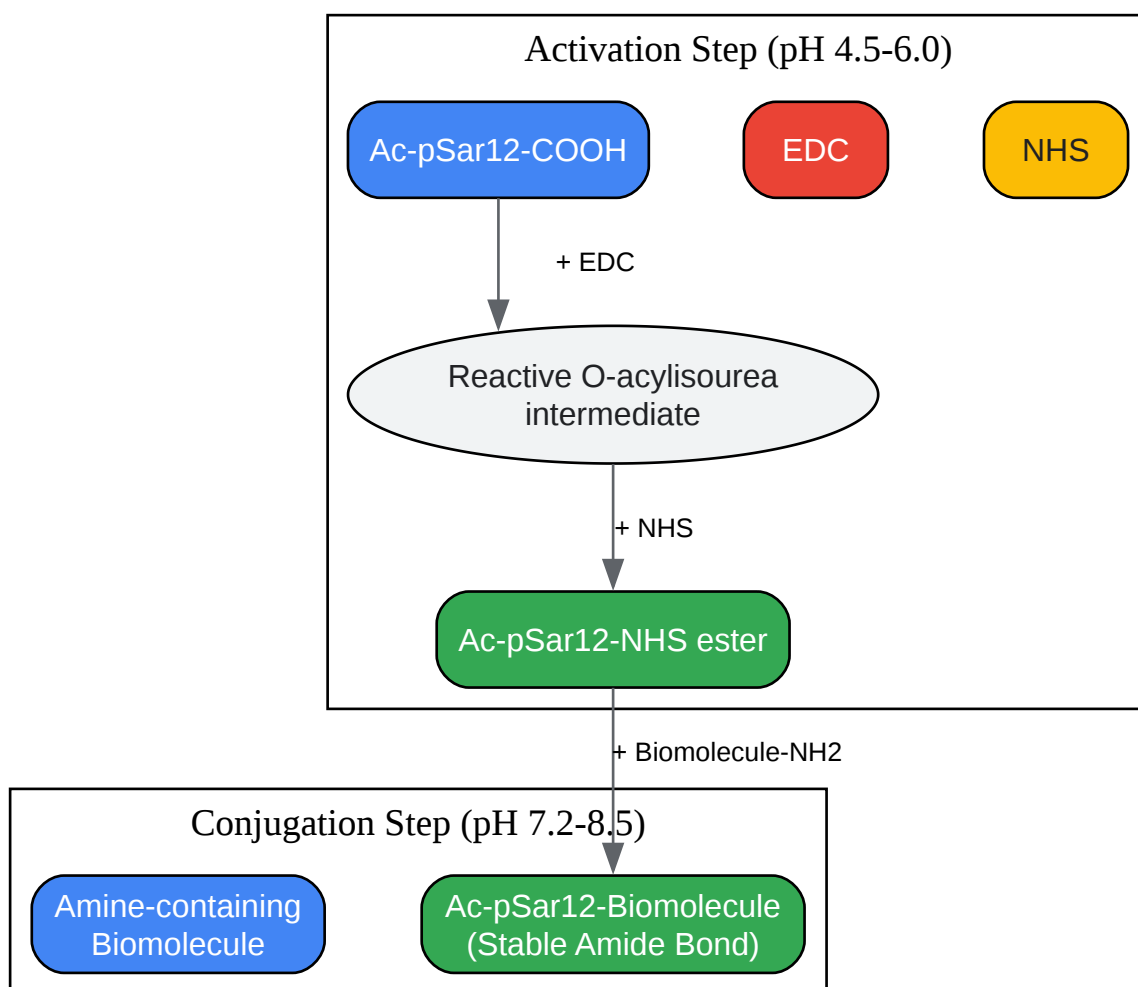 Activation Step (pH 4.5-6.0)
Ac-pSar12-COOH
EDC
NHS
+ EDC
Reactive O-acylisourea
intermediate
+ NHS
Ac-pSar12-NHS ester
+ Biomolecule-NH2
Conjugation Step (pH 7.2-8.5)
Amine-containing
Biomolecule
Ac-pSar12-Biomolecule
(Stable Amide Bond)